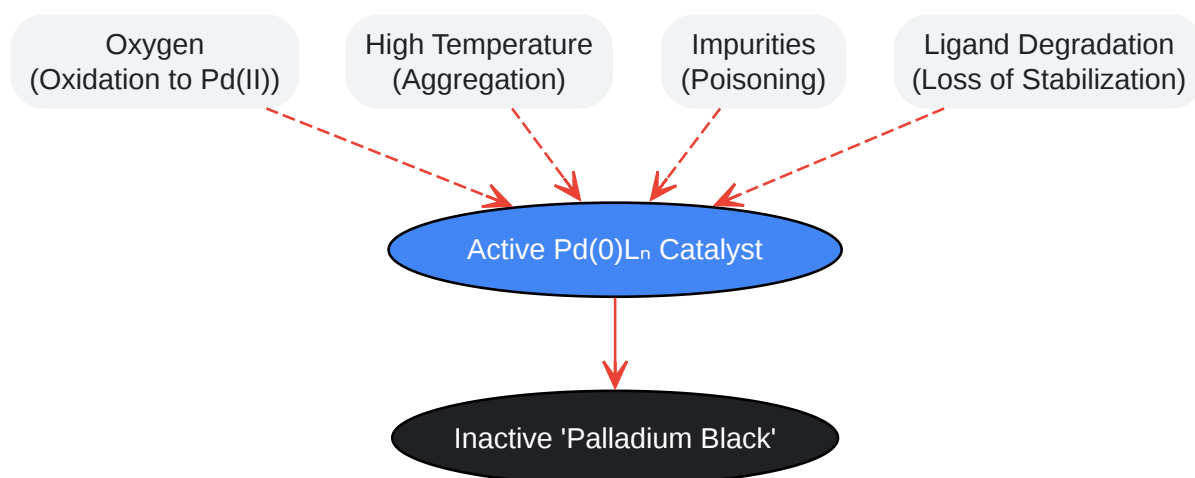 Oxygen
(Oxidation to Pd(II))
High Temperature
(Aggregation)
Impurities
(Poisoning)
Ligand Degradation
(Loss of Stabilization)
Active Pd(0)Lₙ Catalyst
Inactive 'Palladium Black'